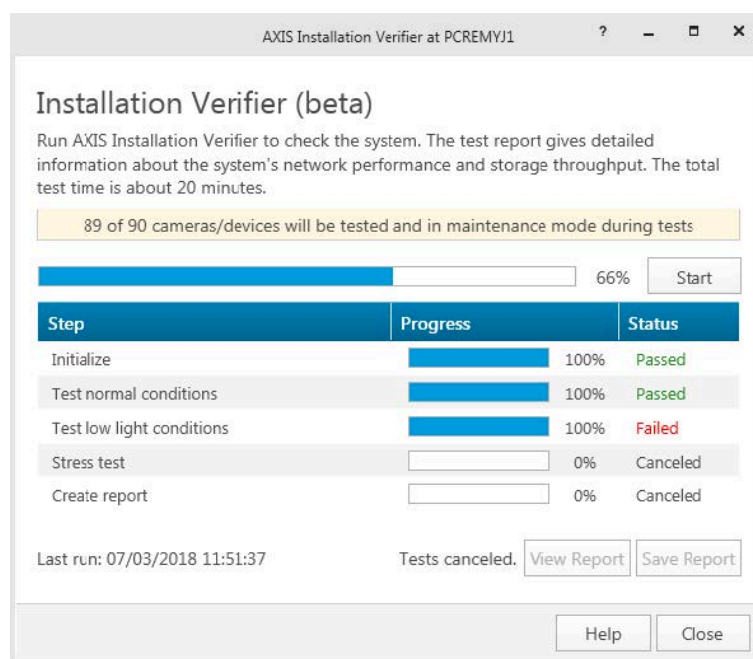 AXIS Installation Verifier at PCREMYJ1 ?
Installation Verifier (beta)
Run AXIS Installation Verifier to check the system. The test report gives detailed
information about the system's network performance and storage throughput. The total
test time is about 20 minutes.
89 of 90 cameras/devices will be tested and in maintenance mode during tests
66% Start
Step Progress Status
Initialize 100% Passed
Test normal conditions 100% Passed
Test low light conditions 100% Failed
Stress test 0% Canceled
Create report 0% Canceled
Last run: 07/03/2018 11:51:37 Tests canceled. View Report Save Report
Help Close